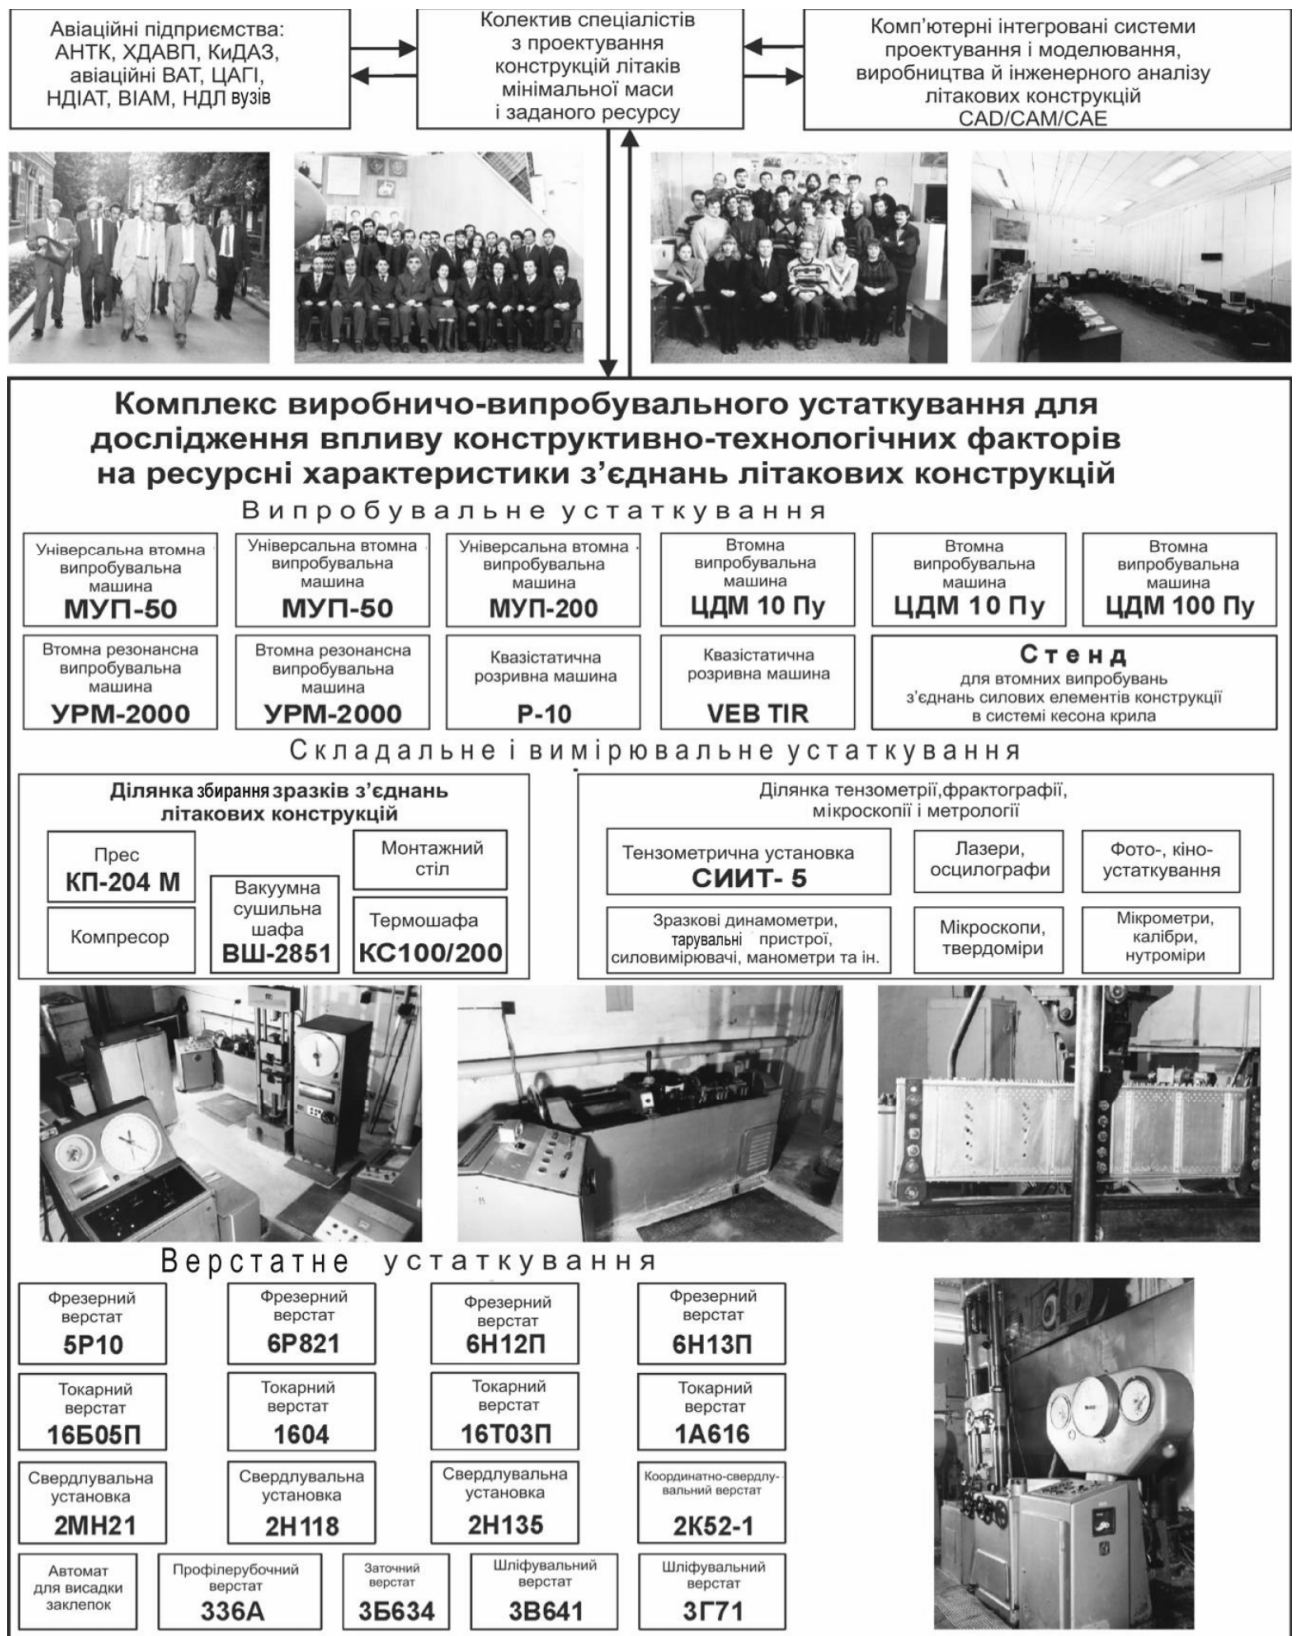 Авіаційні підприємства:
АНТК, ХДАВП, КиДАЗ,
авіаційні ВАТ, ЦАГІ,
НДІАТ, ВІАМ, НДЛ вузів
Колектив спеціалістів
з проектування
конструкцій літаків
мінімальної маси
і заданого ресурсу
Комп’ютерні інтегровані системи
проектування і моделювання,
виробництва й інженерного аналізу
літакових конструкцій
CAD/CAM/CAE
Комплекс виробничо-випробувального устаткування для
дослідження впливу конструктивно-технологічних факторів
на ресурсні характеристики з’єднань літакових конструкцій
Випробувальне устаткування
Універсальна втомна
випробувальна
машина
МУП-50
Універсальна втомна
випробувальна
машина
МУП-50
Універсальна втомна
випробувальна
машина
МУП-200
Втомна
випробувальна
машина
ЦДМ 10 Пу
Втомна
випробувальна
машина
ЦДМ 10 Пу
Втомна
випробувальна
машина
ЦДМ 100 Пу
Втомна резонансна
випробувальна
машина
УРМ-2000
Втомна резонансна
випробувальна
машина
УРМ-2000
Квазістатична
розривна машина
Р-10
Квазістатична
розривна машина
VEB TIR
Стенд
для втомних випробувань
з’єднань силових елементів конструкції
в системі кесона крила
Складальне і вимірювальне устаткування
Ділянка збирання зразків з’єднань
літакових конструкцій
Прес
КП-204 М
Компресор
Вакуумна
сушильна
шафа
ВШ-2851
Монтажний
стіл
Термошафа
КС100/200
Ділянка тензометрії,фрактографії,
мікроскопії і метрології
Тензометрична установка
СИИТ- 5
Лазери,
осцилографи
Фото-, кіно-
устаткування
Зразкові динамометри,
тарувальні пристрої,
силовимірювачі, манометри та ін.
Мікроскопи,
твердоміри
Мікрометри,
калібри,
нутроміри
Верстатне устаткування
Фрезерний
верстат
5Р10
Фрезерний
верстат
6Р821
Фрезерний
верстат
6Н12П
Фрезерний
верстат
6Н13П
Токарний
верстат
16Б05П
Токарний
верстат
1604
Токарний
верстат
16Т03П
Токарний
верстат
1А616
Свердлувальна
установка
2МН21
Свердлувальна
установка
2Н118
Свердлувальна
установка
2Н135
Координатно-свердлу-
вальний верстат
2К52-1
Автомат
для висадки
заклепок
Профілерубочний
верстат
336А
Заточний
верстат
3Б634
Шліфувальний
верстат
3В641
Шліфувальний
верстат
3Г71